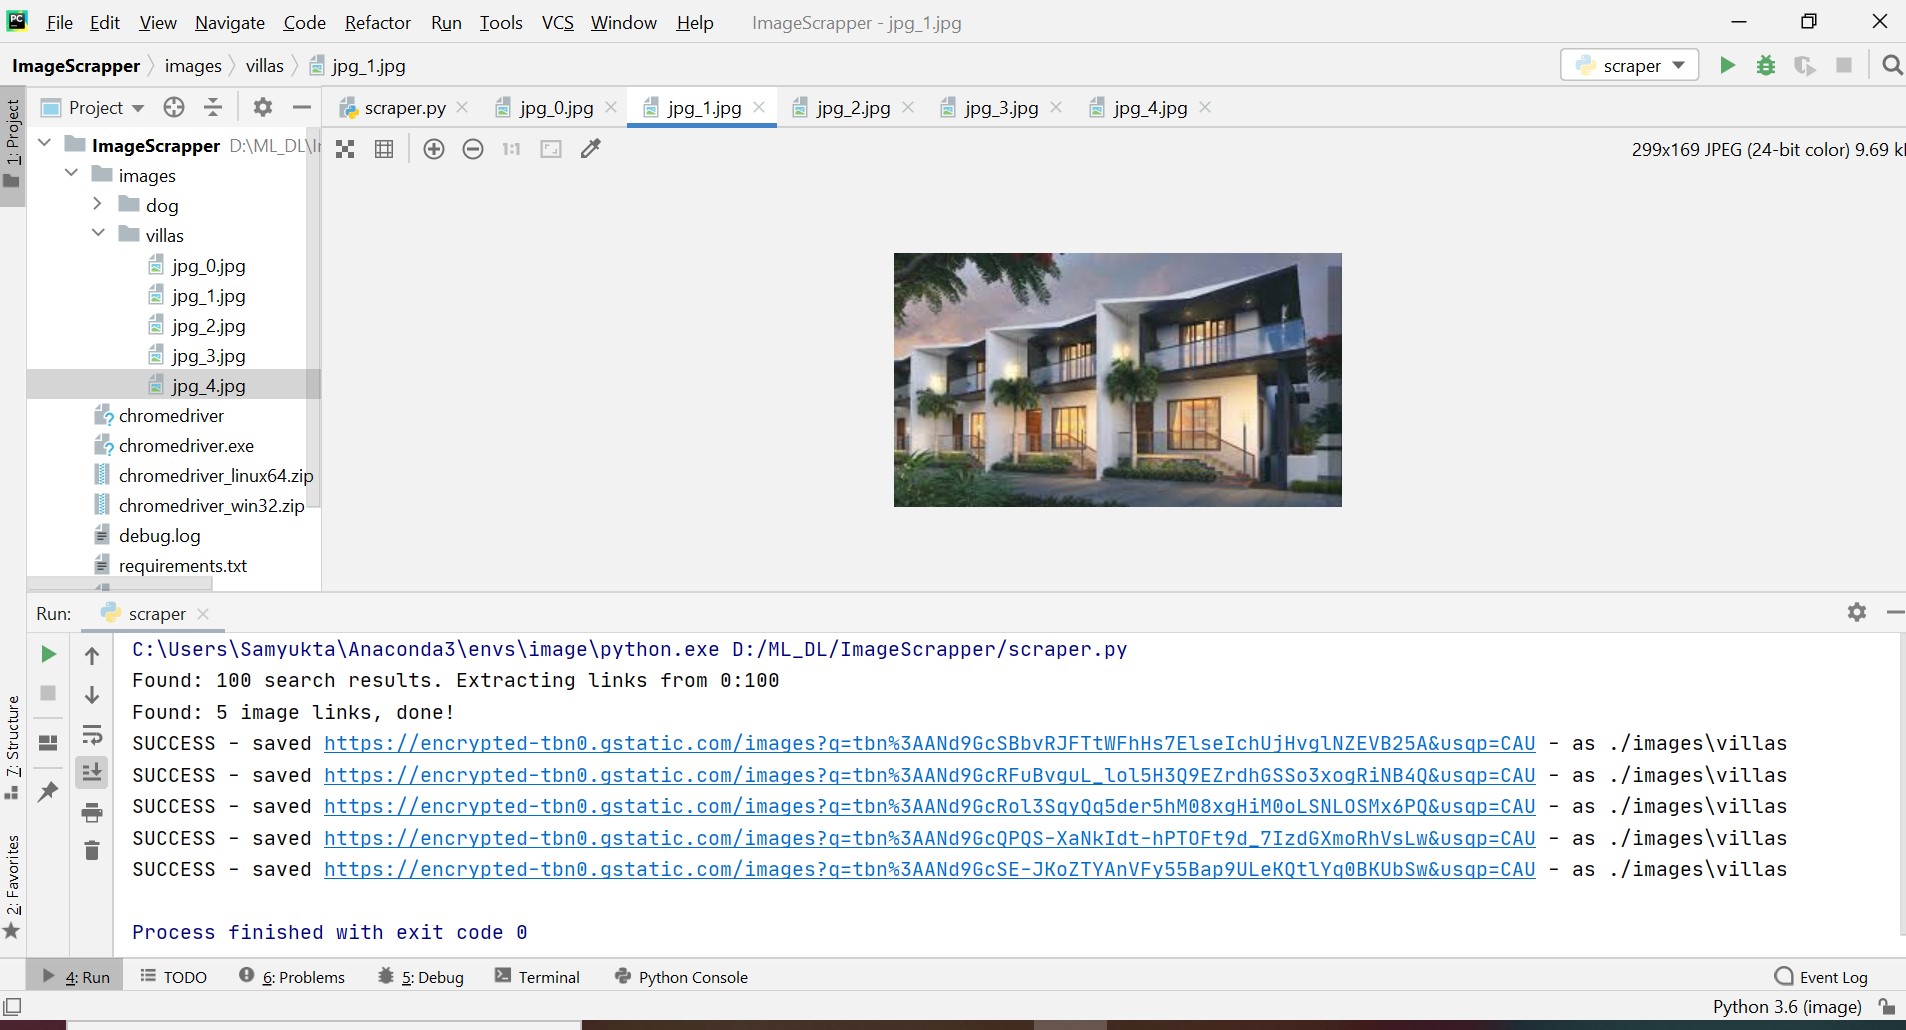 PC File Edit View Navigate Code Refactor Run Tools VCS Window Help ImageScrapper - jpg_1.jpg
ImageScrapper images villas jpg_1.jpg scraper
1: Project
Project
scraper.py jpg_0.jpg jpg_1.jpg jpg_2.jpg jpg_3.jpg jpg_4.jpg
1:1 299x169 JPEG (24-bit color) 9.69
ImageScrapper D:\ML_DL\
images
dog
villas
jpg_0.jpg
jpg_1.jpg
jpg_2.jpg
jpg_3.jpg
jpg_4.jpg
chromedriver
chromedriver.exe
chromedriver_linux64.zip
chromedriver_win32.zip
debug.log
requirements.txt
Run: scraper
C:\Users\Samyukta\Anaconda3\envs\image\python.exe D:/ML_DL/ImageScrapper/scraper.py
Found: 100 search results. Extracting links from 0:100
Found: 5 image links, done!
SUCCESS - saved https://encrypted-tbn0.gstatic.com/images?q=tbn%3AANd9GcSBbvRJFTtWFhHs7ElseIchUjHvglNZEVB25A&usqp=CAU - as ./images\villas
SUCCESS - saved https://encrypted-tbn0.gstatic.com/images?q=tbn%3AANd9GcRFuBvguL_lol5H3Q9EZrdhGSSo3xogRiNB4Q&usqp=CAU - as ./images\villas
SUCCESS - saved https://encrypted-tbn0.gstatic.com/images?q=tbn%3AANd9GcRol3SqyQq5der5hM08xgHiM0oLSNLOSMx6PQ&usqp=CAU - as ./images\villas
SUCCESS - saved https://encrypted-tbn0.gstatic.com/images?q=tbn%3AANd9GcQPQS-XaNkIdt-hPTOFt9d_7IzdGXmoRhVsLw&usqp=CAU - as ./images\villas
SUCCESS - saved https://encrypted-tbn0.gstatic.com/images?q=tbn%3AANd9GcSE-JKoZTYAnVFy55Bap9ULeKQtlYq0BKUbSw&usqp=CAU - as ./images\villas
Process finished with exit code 0
7: Structure
2: Favorites
4: Run TODO 6: Problems 5: Debug Terminal Python Console Event Log
Python 3.6 (image)